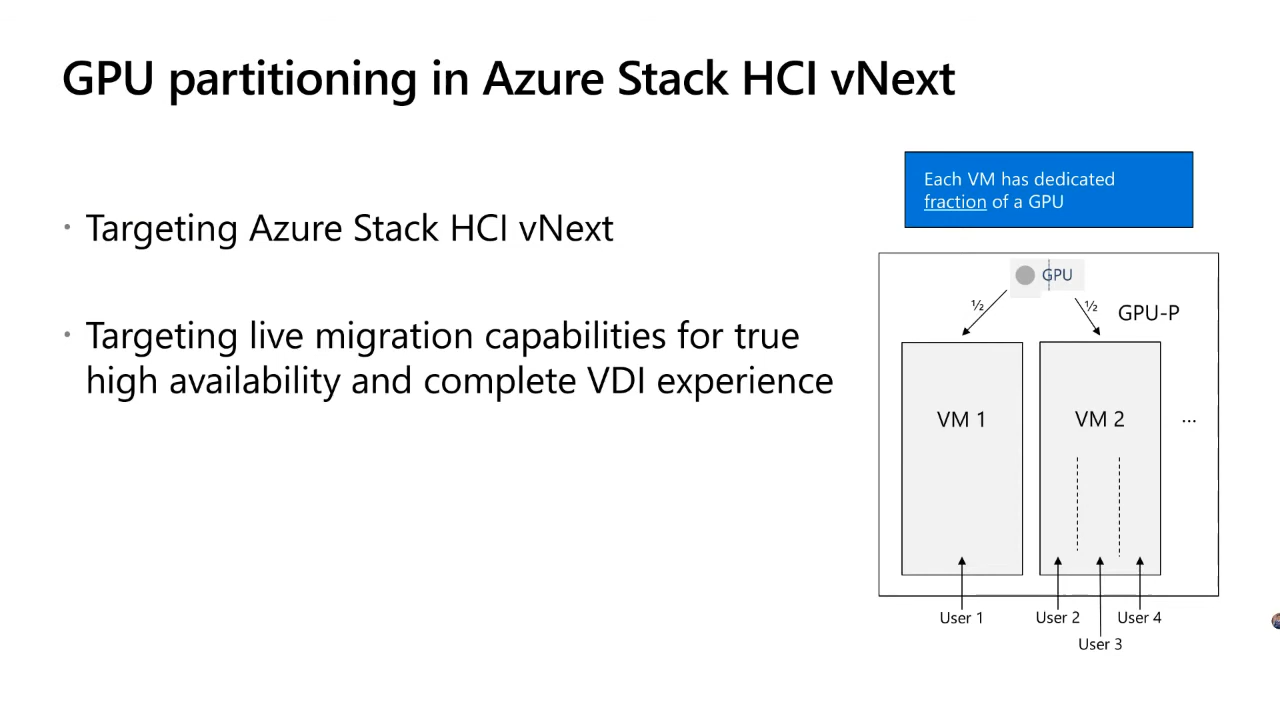 GPU partitioning in Azure Stack HCI vNext
• Targeting Azure Stack HCI vNext
• Targeting live migration capabilities for true
high availability and complete VDI experience
Each VM has dedicated
fraction of a GPU
GPU
½
½
GPU-P
VM 1
VM 2
...
User 1
User 2
User 4
User 3